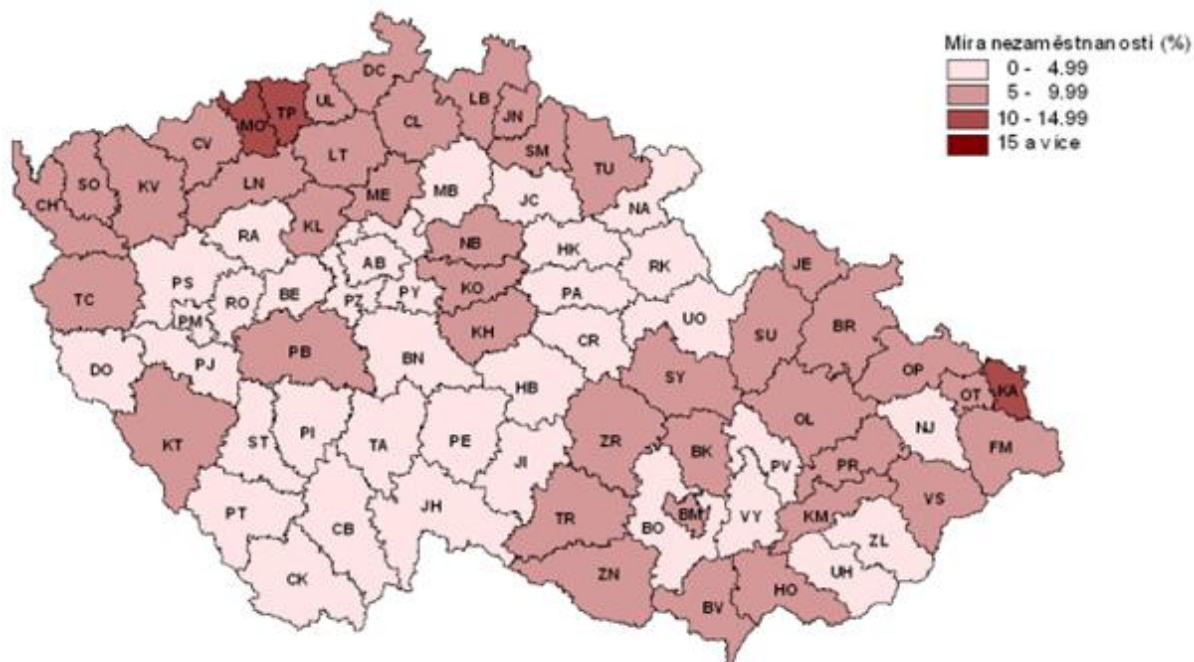 Míra nezaměstnanosti (%)
0 - 4.99
5 - 9.99
10 - 14.99
15 a více
DC
UL
TP
MO
LB
JN
CL
CV
LT
SM
TU
SO
KV
LN
ME
MB
JC
NA
CH
KL
RA
NB
HK
RK
AB
JE
PS
RO
BE
PZ
PY
KO
PA
TC
PM
UO
BR
KH
CR
SU
PB
BN
DO
PJ
OP
SY
HB
OT
KA
OL
NJ
KT
ST
PI
TA
PE
ZR
BK
FM
JI
PV
PR
VS
PT
CB
JH
TR
BO
BM
VY
KM
ZL
CK
ZN
UH
BV
HO